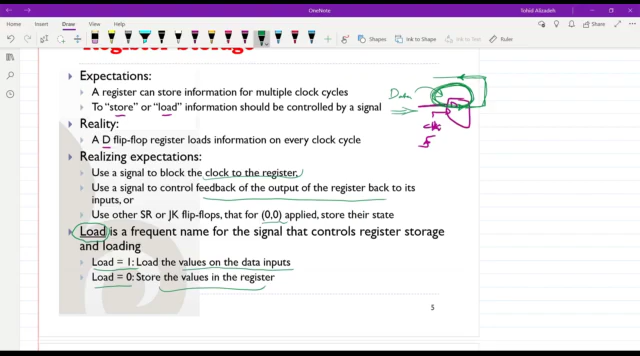 OneNote
Tohid Alizadeh
File Home Insert Draw View Help
Shapes Ink to Shape Ink to Text Ruler
Register Storage
Expectations:
A register can store information for multiple clock cycles
To “store” or “load” information should be controlled by a signal
Reality:
A D flip-flop register loads information on every clock cycle
Realizing expectations:
Use a signal to block the clock to the register,
Use a signal to control feedback of the output of the register back to its
inputs, or
Use other SR or JK flip-flops, that for (0,0) applied, store their state
Load is a frequent name for the signal that controls register storage
and loading
Load = 1: Load the values on the data inputs
Load = 0: Store the values in the register
5
Data
clk